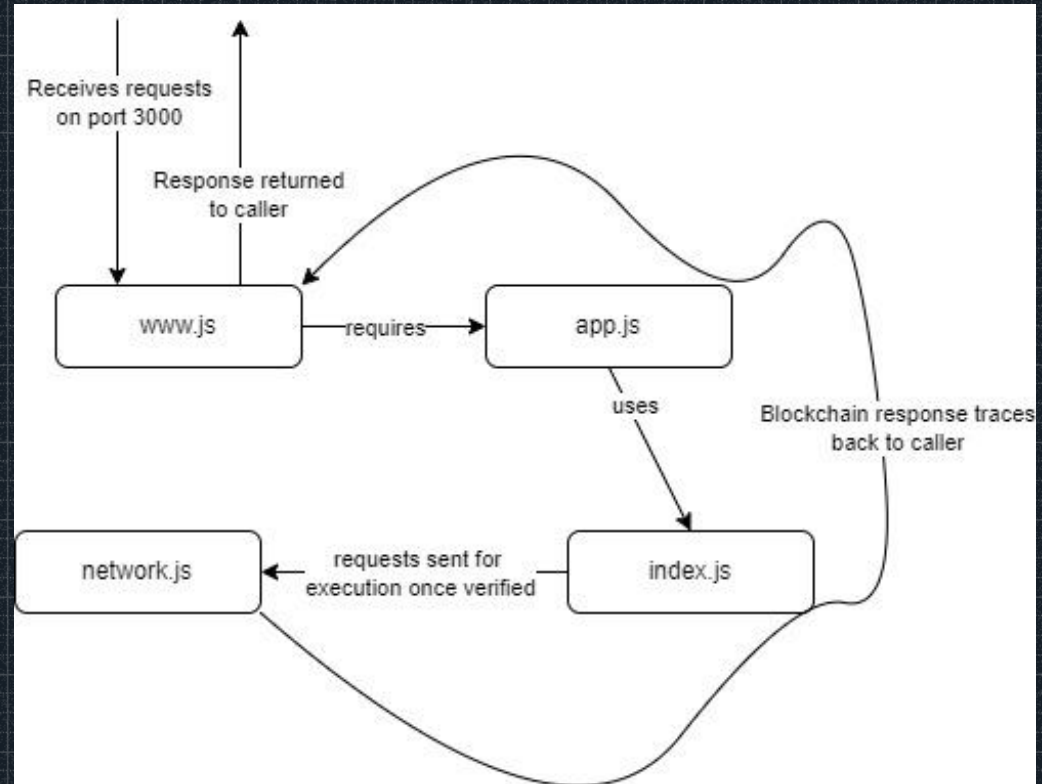 Receives requests
on port 3000
Response returned
to caller
www.js
requires
app.js
uses
Blockchain response traces
back to caller
network.js
requests sent for
execution once verified
index.js